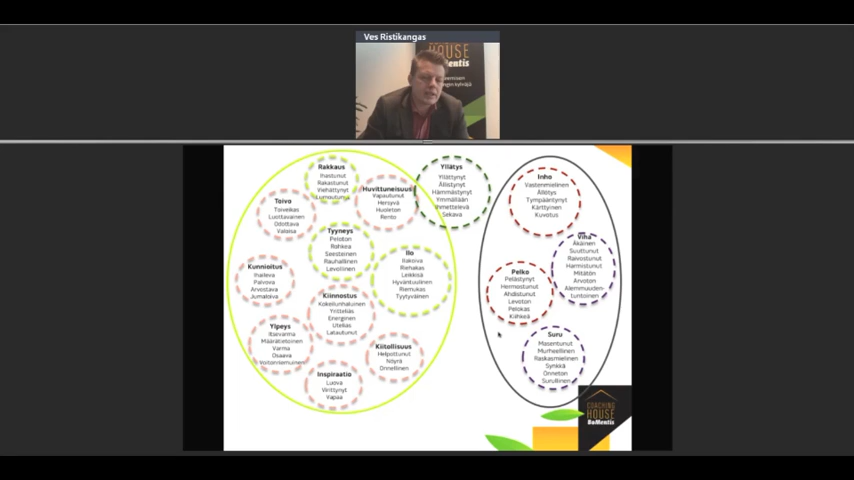 Ves Ristikangas
HOUSE
Rakkaus
Ihastunut
Rakastunut
Viehättynyt
Lumoutunut
Toivo
Toiveikas
Luottavainen
Odottava
Valoisa
Huvittuneisuus
Vapautunut
Hersyvä
Huoleton
Rento
Yllätys
Yllättynyt
Ällistynyt
Hämmästynyt
Ymmällään
Ihmettelevä
Sekava
Tyyneys
Peloton
Rohkea
Seesteinen
Rauhallinen
Levollinen
Ilo
Iloisna
Riehakas
Leikkisä
Hyväntuulinen
Riemukas
Tyytyväinen
Kunnioitus
Ihaileva
Palvova
Arvostava
Jumaloiva
Kiinnostus
Kokeilunhaluinen
Yritteliäs
Energinen
Utelias
Latautunut
Ylpeys
Itsevarma
Määrätietoinen
Varma
Osaava
Voitonriemuinen
Kiitollisuus
Helpottunut
Nöyrä
Onnellinen
Inspiraatio
Luova
Virittynyt
Vapaa
Inho
Vastenmielinen
Ällötys
Tympääntynyt
Kärttyinen
Kuvotus
Viha
Äkäinen
Suuttunut
Raivostunut
Harmistunut
Mitätön
Arvoton
Alemmuuden-
tuntoinen
Pelko
Pelästynyt
Hermostunut
Ahdistunut
Levoton
Pelokas
Kiihkeä
Suru
Masentunut
Murheellinen
Raskasmielinen
Synkkä
Onneton
Surullinen
COACHING
HOUSE
BoMentis